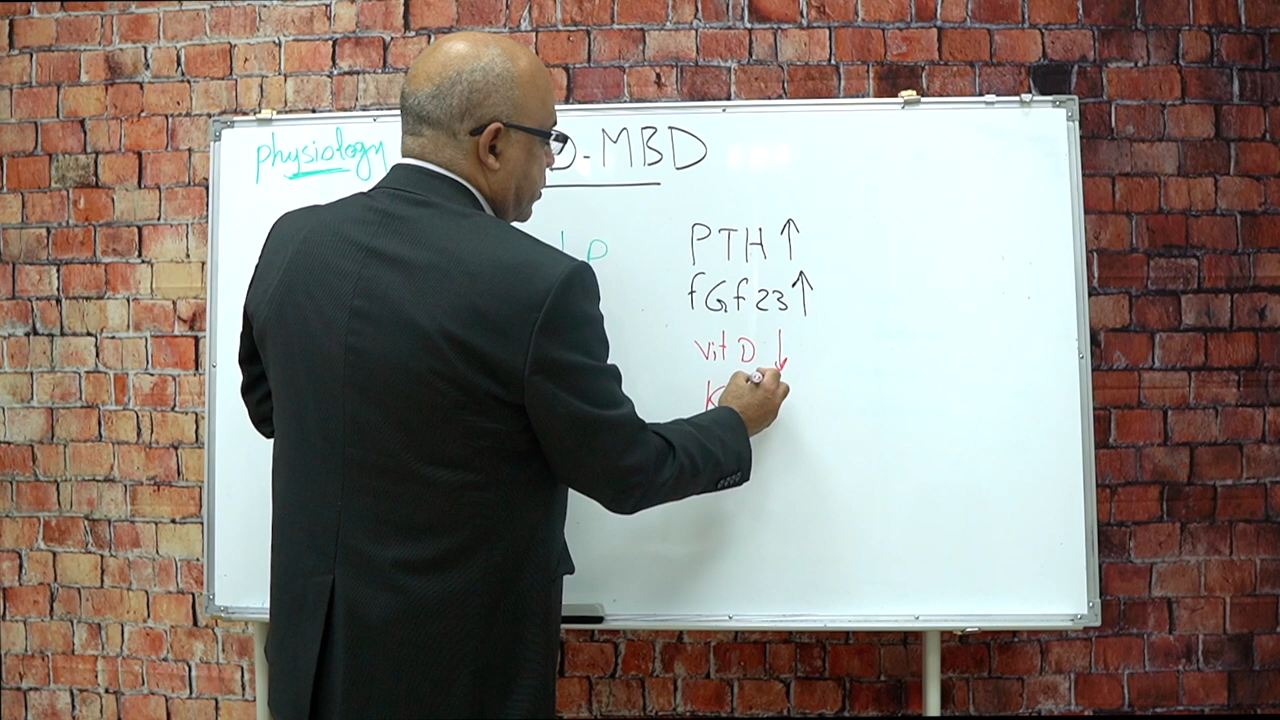 physiology
D-MBD
P
PTH ↑
fGf 23 ↑
Vit D ↓
K